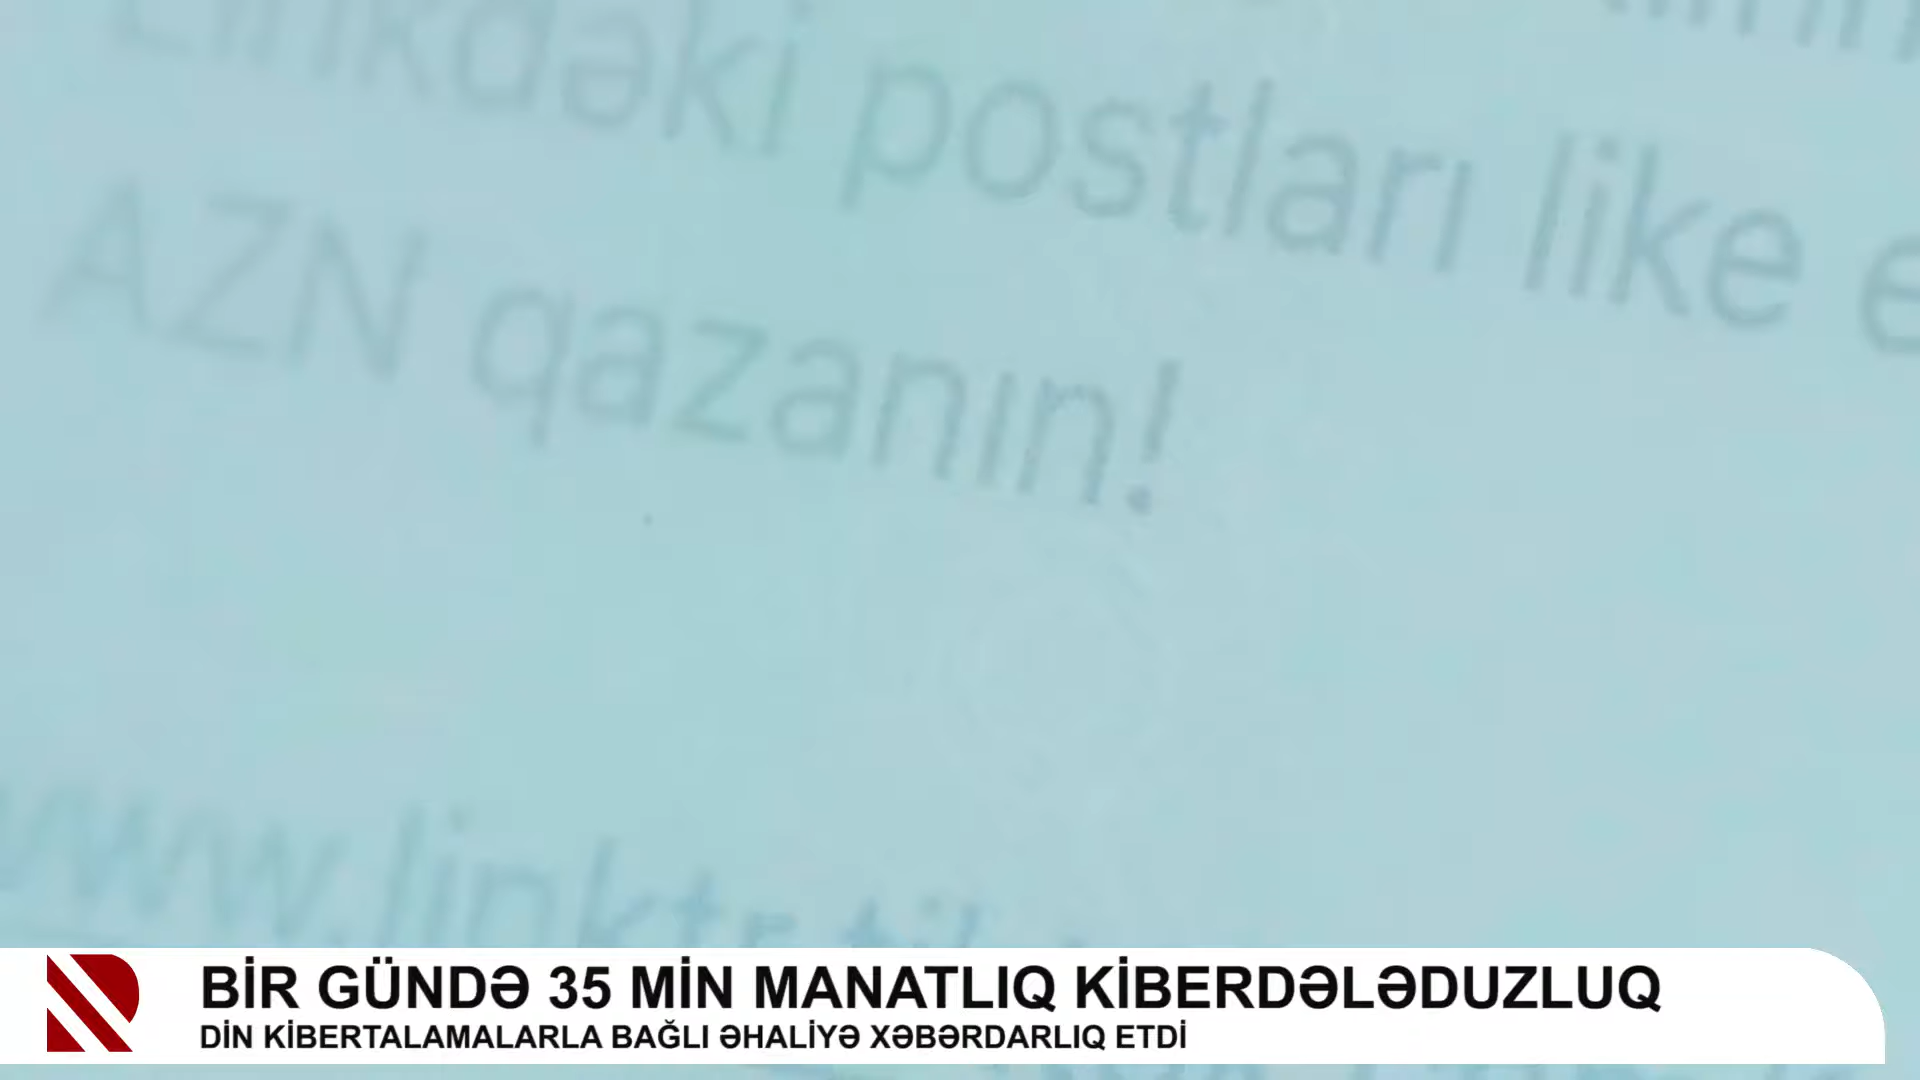 Linkdəki postları like
AZN qazanın!
BİR GÜNDƏ 35 MİN MANATLIQ KİBERDƏLƏDUZLUQ
DİN KİBERTALAMALARLA BAĞLI ƏHALİYƏ XƏBƏRDARLIQ ETDİ